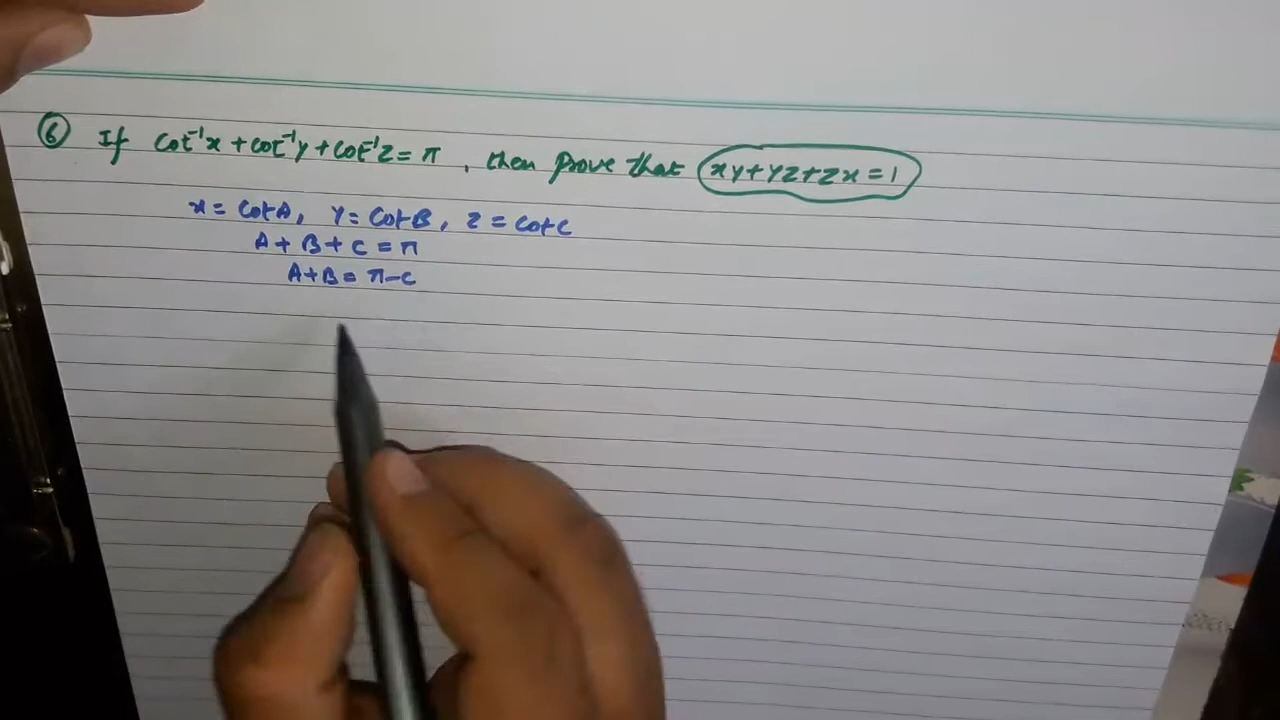 ⑥ If cot⁻¹x + cot⁻¹y + cot⁻¹z = π, then prove that xy+yz+zx=1
x = cotA, y = cotB, z = cotC
A + B + C = π
A+B = π-C